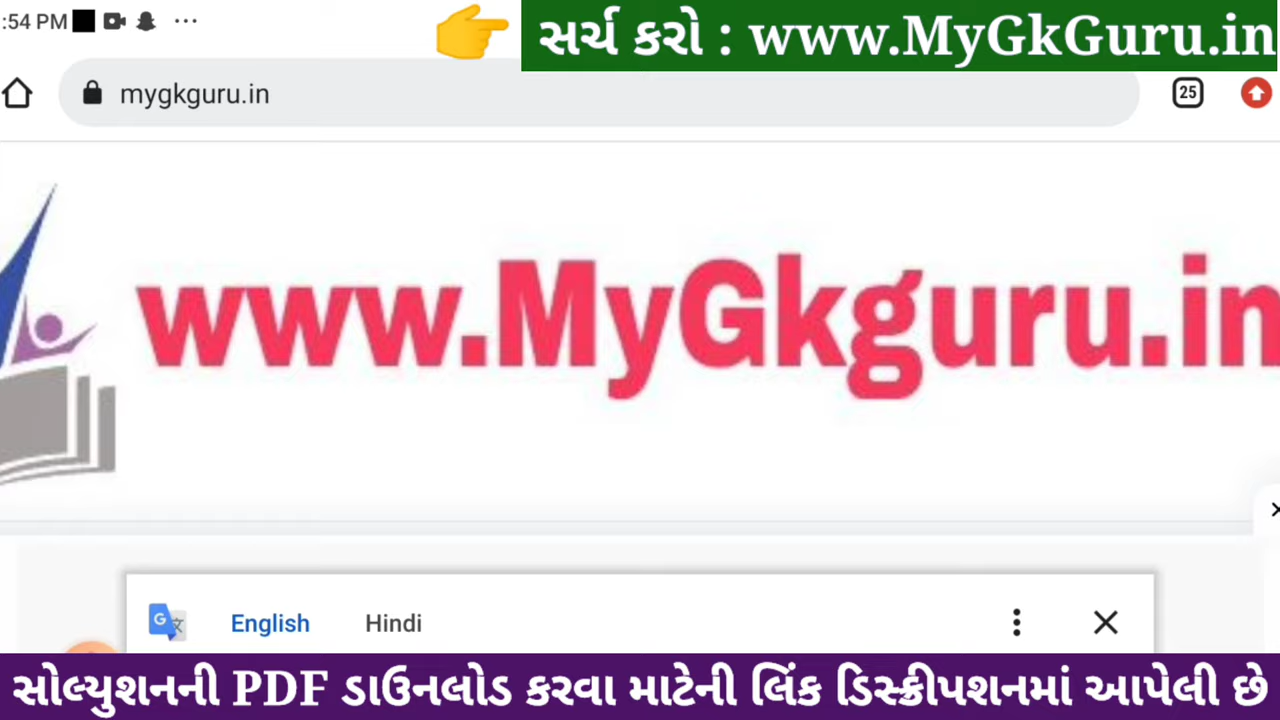 :54 PM
સર્ચ કરો : www.MyGkGuru.in
mygkguru.in
25
www.MyGkguru.in
English Hindi
સોલ્યુશનની PDF ડાઉનલોડ કરવા માટેની લિંક ડિસ્ક્રીપશનમાં આપેલી છે